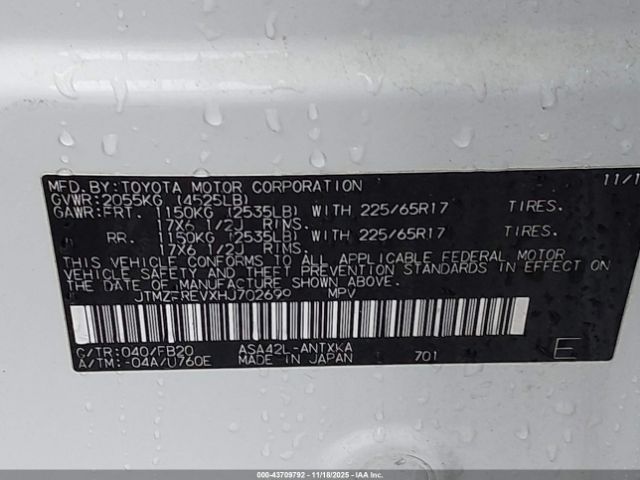 MFD. BY: TOYOTA MOTOR CORPORATION 11/1
GVWR: 2055KG (4525LB)
GAWR: FRT. 1150KG (2535LB) WITH 225/65R17 TIRES.
17X6 1/2J RIMS.
RR. 1150KG (2535LB) WITH 225/65R17 TIRES.
17X6 1/2J RIMS.
THIS VEHICLE CONFORMS TO ALL APPLICABLE FEDERAL MOTOR
VEHICLE SAFETY AND THEFT PREVENTION STANDARDS IN EFFECT ON
THE DATE OF MANUFACTURE SHOWN ABOVE.
MPV
C/TR: 040/FB20 ASA42L-ANTXKA
A/TM: -04A/U760E MADE IN JAPAN 701 E
000-43709792 - 11/18/2025 - IAA Inc.